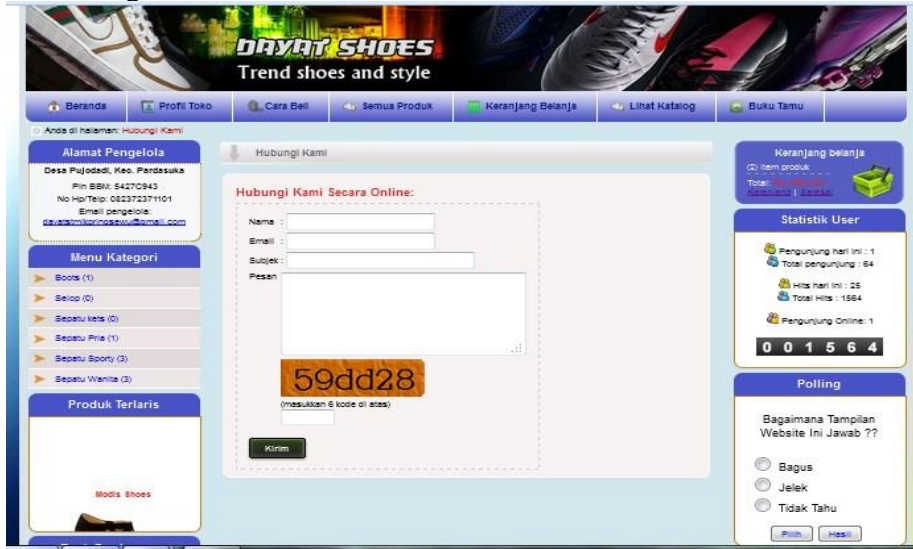 DAYAT SHOES
Trend shoes and style
Beranda
Profil Toko
Cara Beli
Semua Produk
Keranjang Belanja
Lihat Katalog
Buku Tamu
Anda di halaman: Hubungi Kami
Alamat Pengelola
Desa Pujodadi, Kec. Pardasuka
Pin BBM: 5427C943
No Hp/Telp: 082372371101
Email pengelola:
Menu Kategori
Boots (1)
Selop (0)
Sepatu kets (0)
Sepatu Pria (1)
Sepatu Sporty (3)
Sepatu Wanita (3)
Produk Terlaris
Modis Shoes
Hubungi Kami
Hubungi Kami Secara Online:
Nama :
Email :
Subjek :
Pesan
59dd28
(masukkan 6 kode di atas)
Kirim
Keranjang belanja
(2) item produk
Total:
Keranjang | Selesai
Statistik User
Pengunjung hari ini : 1
Total pengunjung : 64
Hits hari ini : 25
Total Hits : 1564
Pengunjung Online: 1
001564
Polling
Bagaimana Tampilan
Website Ini Jawab ??
Bagus
Jelek
Tidak Tahu
Pilih
Hasil